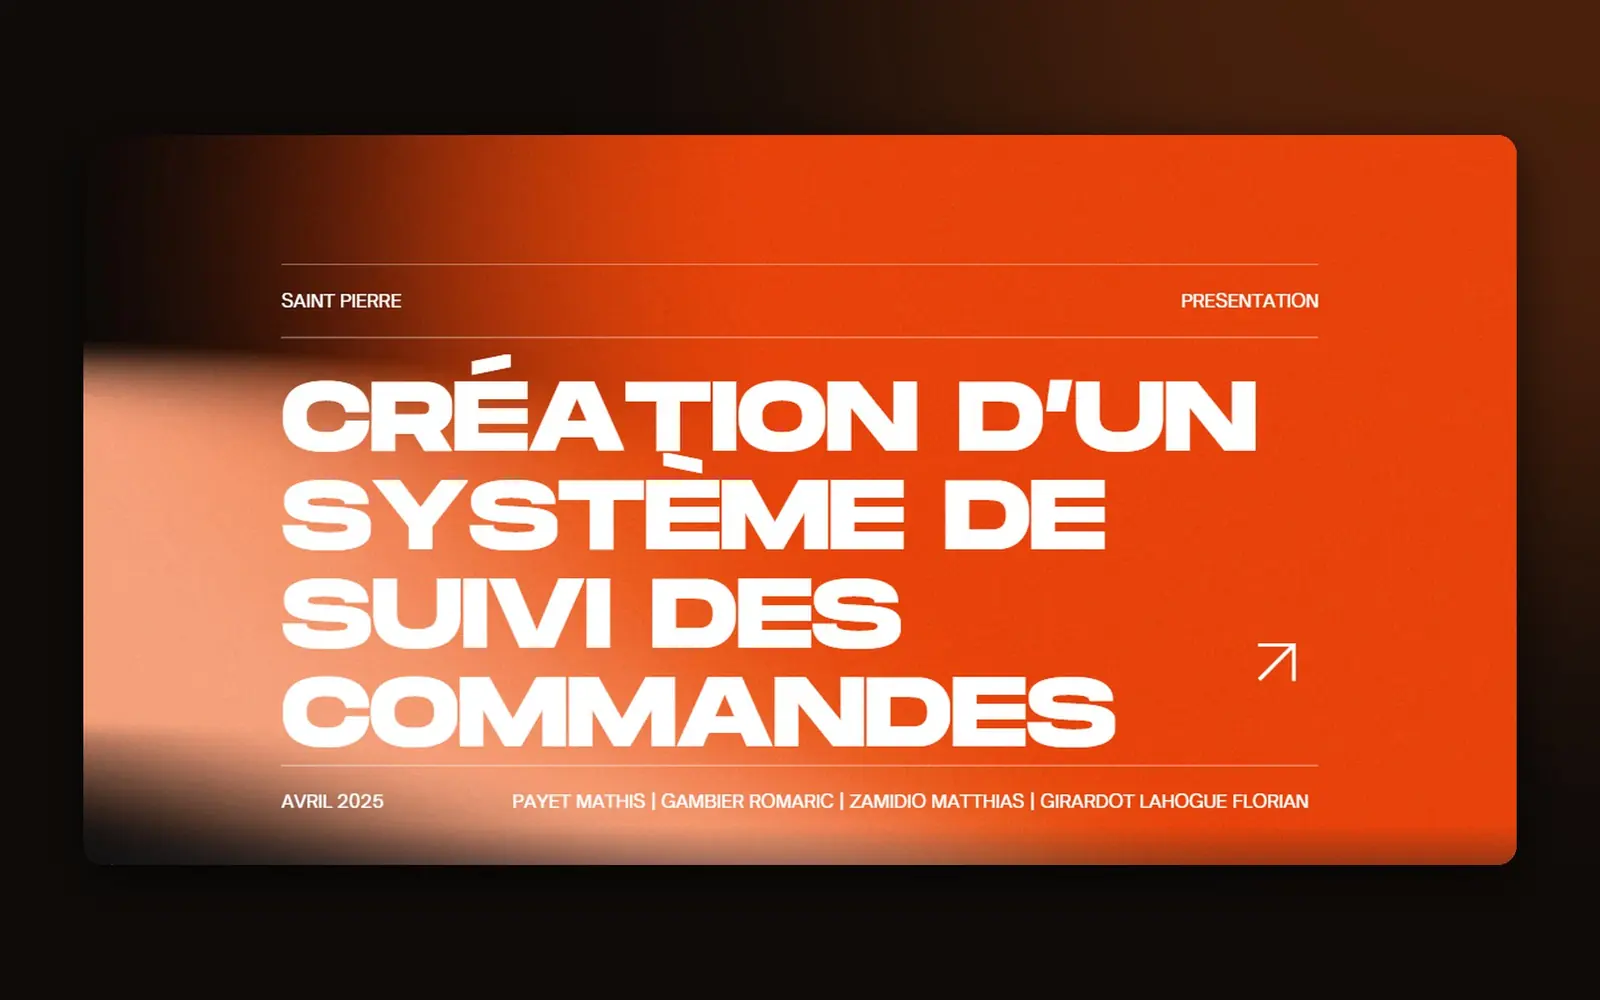 SAINT PIERRE
PRESENTATION
CRÉATION D'UN
SYSTÈME DE
SUIVI DES
COMMANDES
AVRIL 2025
PAYET MATHIS | GAMBIER ROMARIC | ZAMIDIO MATTHIAS | GIRARDOT LAHOGUE FLORIAN